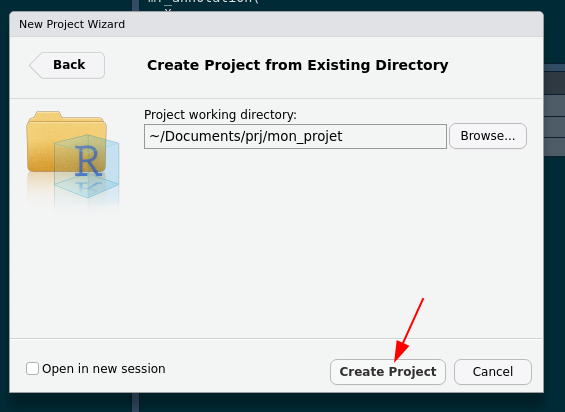 mr_annotation(
New Project Wizard
Back
Create Project from Existing Directory
Project working directory:
~/Documents/prj/mon_projet
Browse...
R
Open in new session
Create Project
Cancel